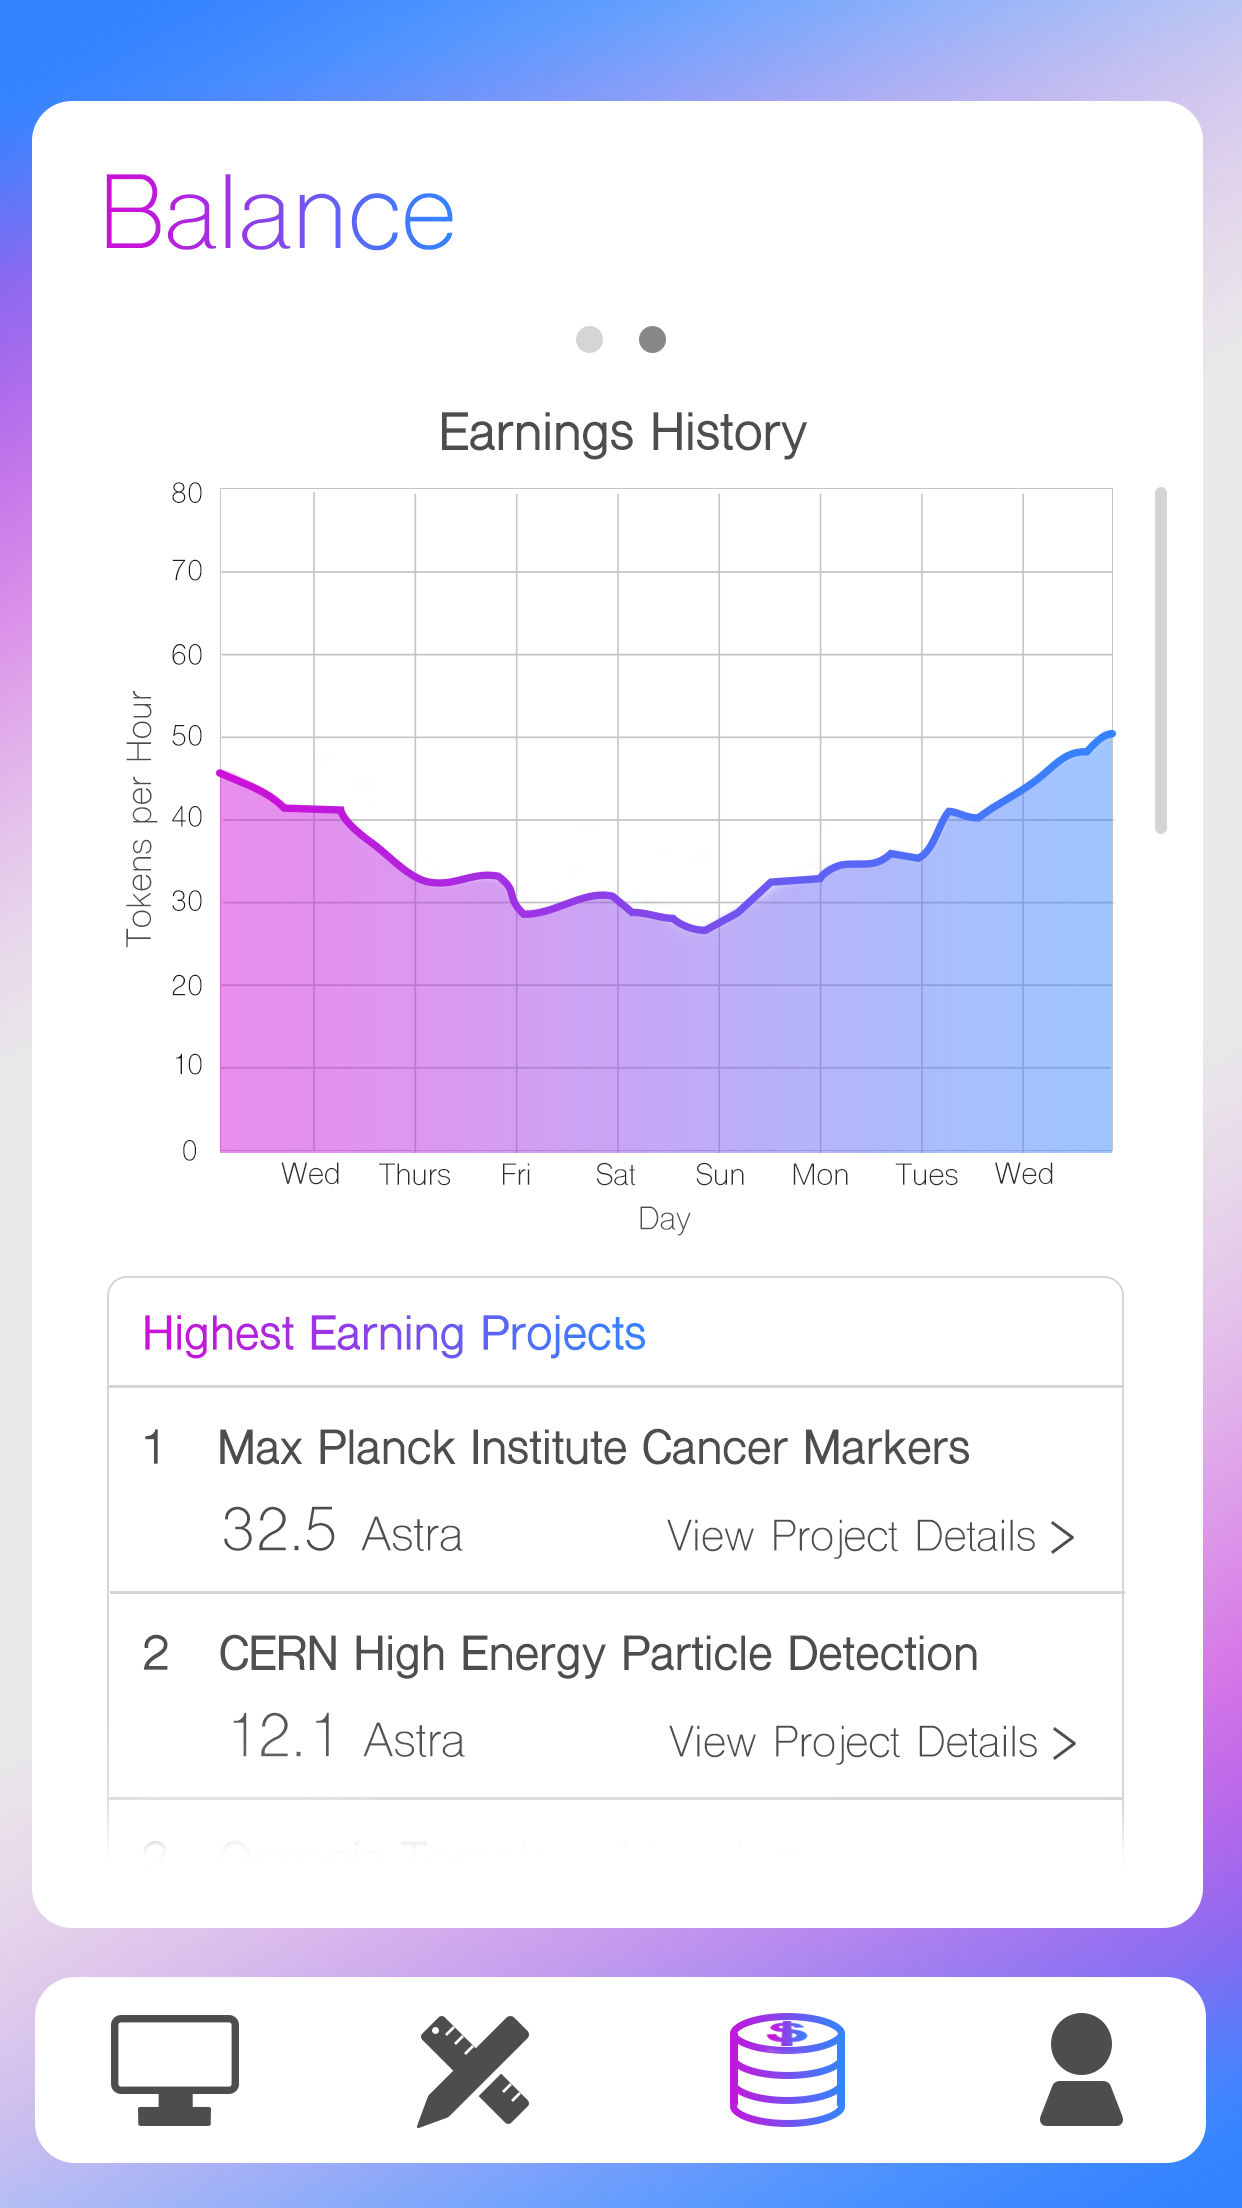 Balance
Earnings History
80
70
60
50
40
30
20
10
0
Tokens per Hour
Wed Thurs Fri Sat Sun Mon Tues Wed
Day
Highest Earning Projects
1 Max Planck Institute Cancer Markers
32.5 Astra View Project Details >
2 CERN High Energy Particle Detection
12.1 Astra View Project Details >
$